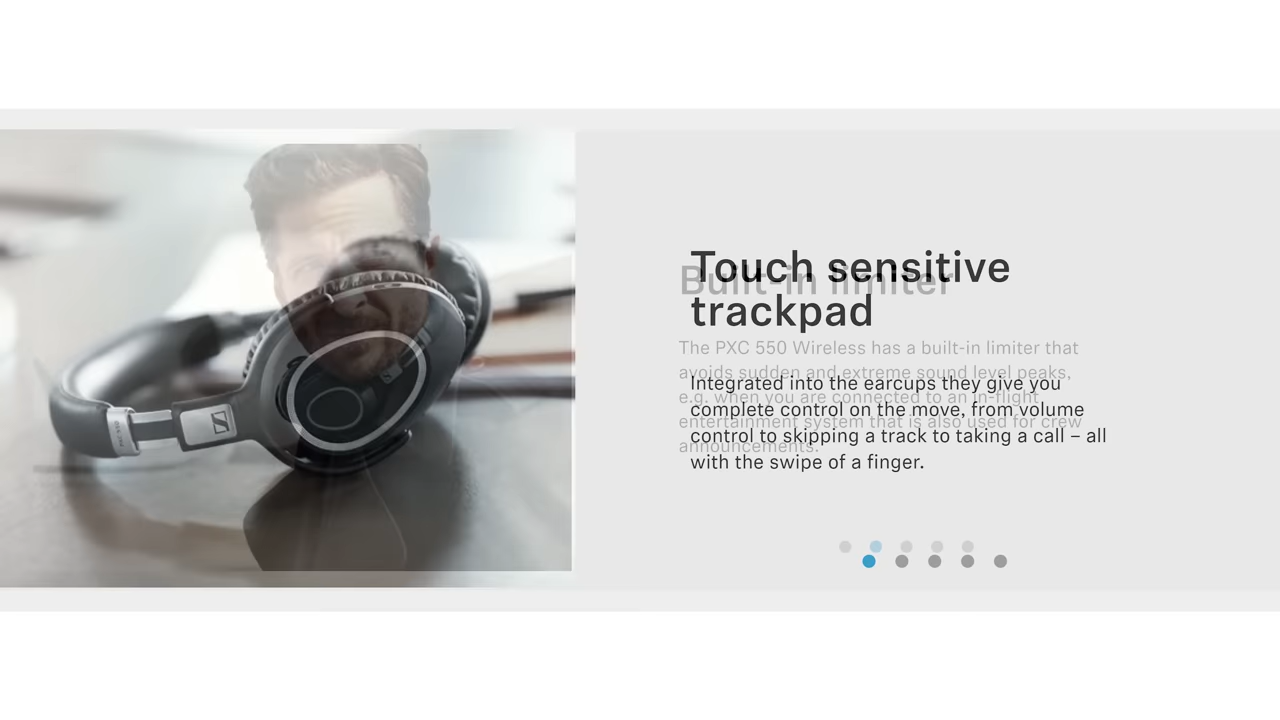 Touch sensitive
trackpad
Integrated into the earcups they give you
complete control on the move, from volume
control to skipping a track to taking a call – all
with the swipe of a finger.
Built-in limiter
The PXC 550 Wireless has a built-in limiter that
avoids sudden and extreme sound level peaks,
e.g. when you are connected to an in-flight
entertainment system that is also used for crew
announcements.
PXC 550